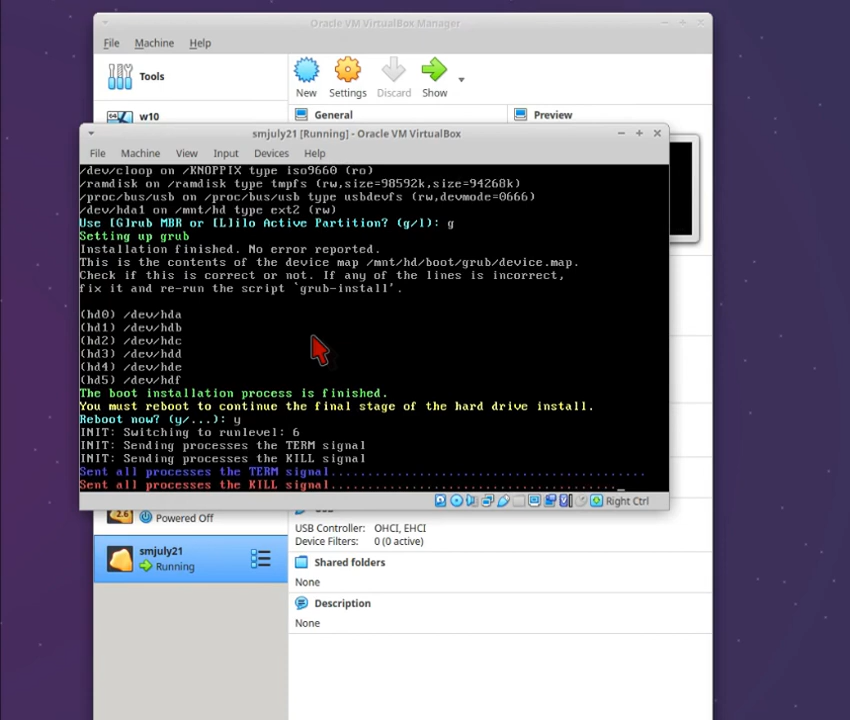 Oracle VM VirtualBox Manager
File Machine Help
Tools
New Settings Discard Show
w10
General
Preview
smjuly21 [Running] - Oracle VM VirtualBox
File Machine View Input Devices Help
/dev/cloop on /KNOPPIX type iso9660 (ro)
/ramdisk on /ramdisk type tmpfs (rw,size=98592k,size=94268k)
/proc/bus/usb on /proc/bus/usb type usbdevfs (rw,devmode=0666)
/dev/hda1 on /mnt/hd type ext2 (rw)
Use [G]rub MBR or [L]ilo Active Partition? (g/l): g
Setting up grub
Installation finished. No error reported.
This is the contents of the device map /mnt/hd/boot/grub/device.map.
Check if this is correct or not. If any of the lines is incorrect,
fix it and re-run the script `grub-install'.
(hd0) /dev/hda
(hd1) /dev/hdb
(hd2) /dev/hdc
(hd3) /dev/hdd
(hd4) /dev/hde
(hd5) /dev/hdf
The boot installation process is finished.
You must reboot to continue the final stage of the hard drive install.
Reboot now? (y/...): y
INIT: Switching to runlevel: 6
INIT: Sending processes the TERM signal
INIT: Sending processes the KILL signal
Sent all processes the TERM signal..............................................
Sent all processes the KILL signal.........................................._
Right Ctrl
2.6
Powered Off
USB Controller: OHCI, EHCI
Device Filters: 0 (0 active)
smjuly21
Running
Shared folders
None
Description
None